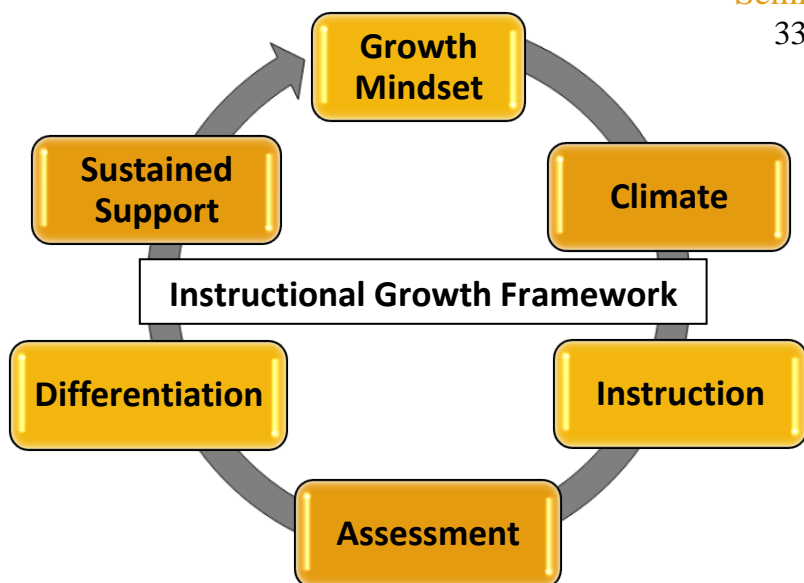 33
Growth
Mindset
Climate
Instruction
Assessment
Differentiation
Sustained
Support
Instructional Growth Framework